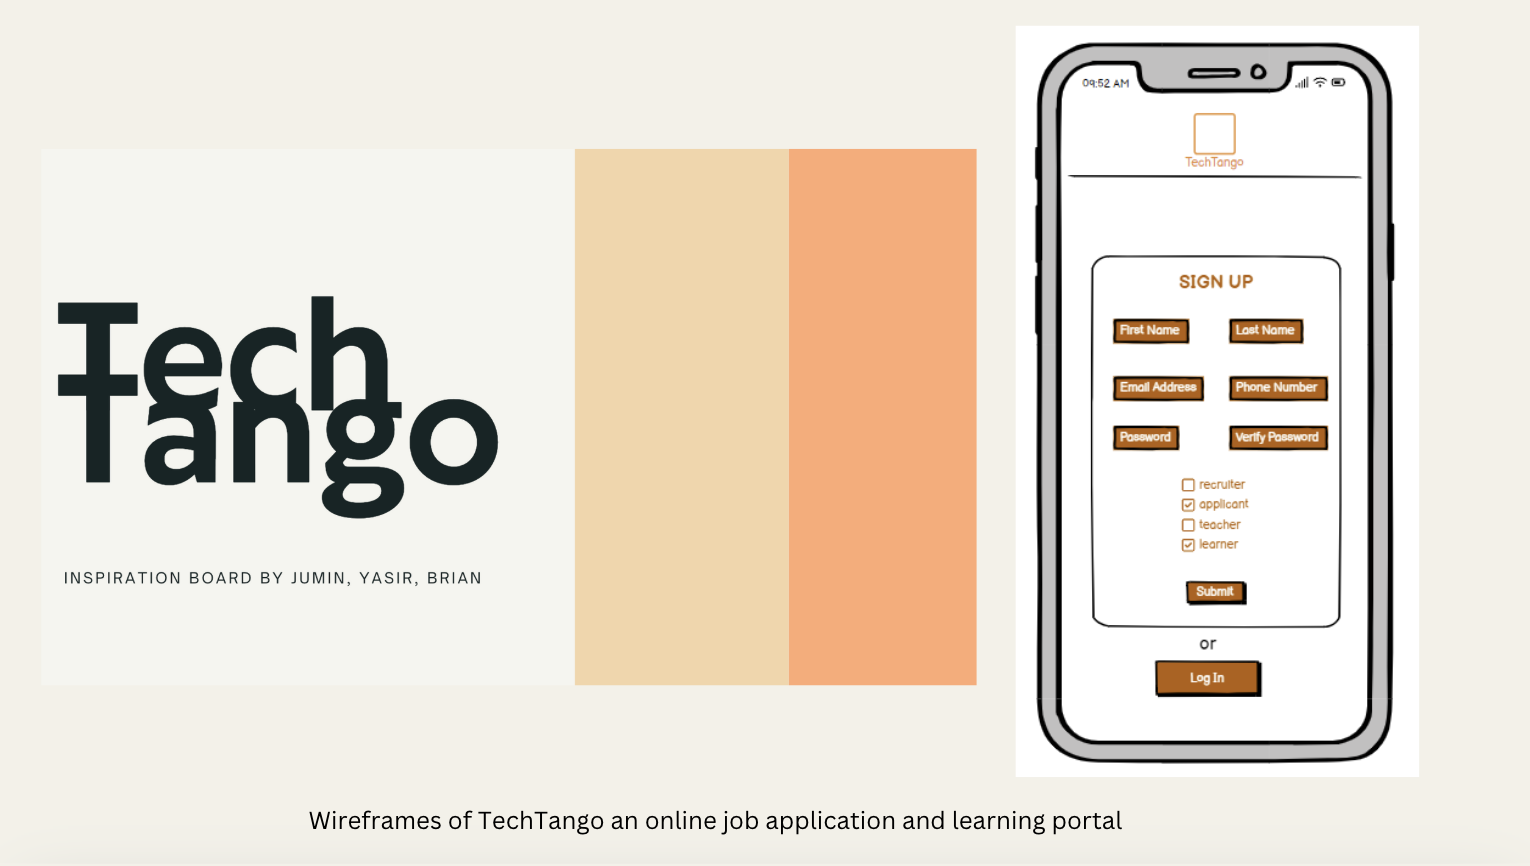 Tech
Tango
INSPIRATION BOARD BY JUMIN, YASIR, BRIAN
09:52 AM
TechTango
SIGN UP
First Name Last Name
Email Address Phone Number
Password Verify Password
recruiter
applicant
teacher
learner
Submit
or
Log In
Wireframes of TechTango an online job application and learning portal